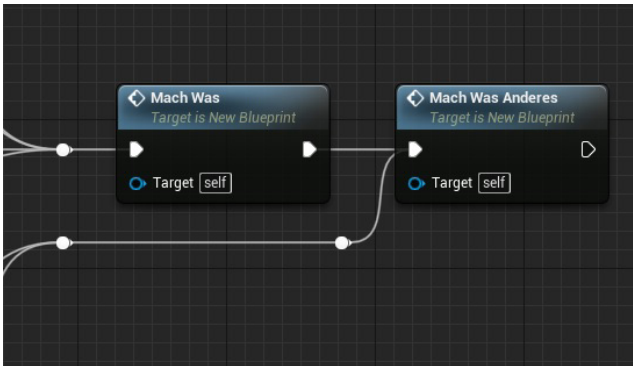 Mach Was
Target is New Blueprint
Target self
Mach Was Anderes
Target is New Blueprint
Target self